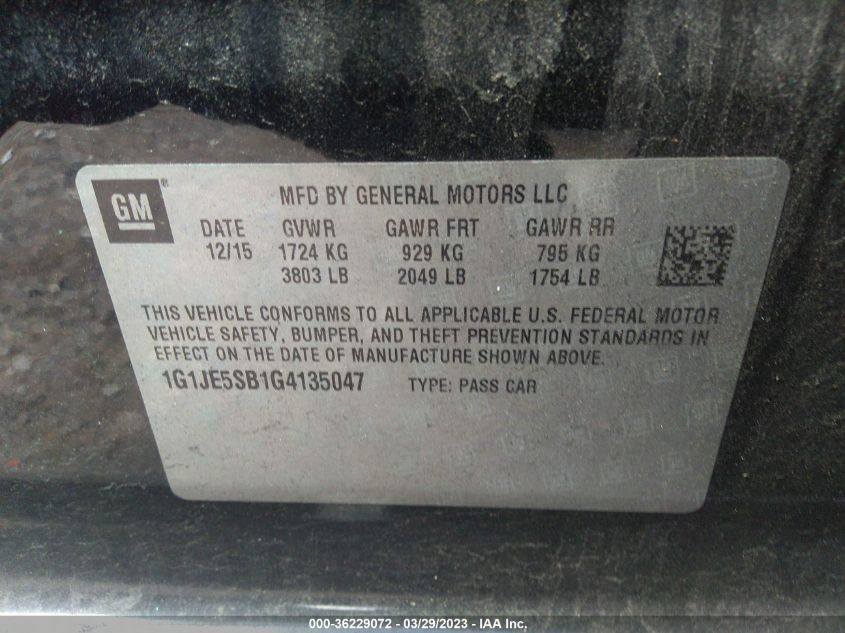 GM®
MFD BY GENERAL MOTORS LLC
DATE GVWR GAWR FRT GAWR RR
12/15 1724 KG 929 KG 795 KG
3803 LB 2049 LB 1754 LB
THIS VEHICLE CONFORMS TO ALL APPLICABLE U.S. FEDERAL MOTOR
VEHICLE SAFETY, BUMPER, AND THEFT PREVENTION STANDARDS IN
EFFECT ON THE DATE OF MANUFACTURE SHOWN ABOVE.
1G1JE5SB1G4135047 TYPE: PASS CAR
000-36229072 — 03/29/2023 — IAA Inc.